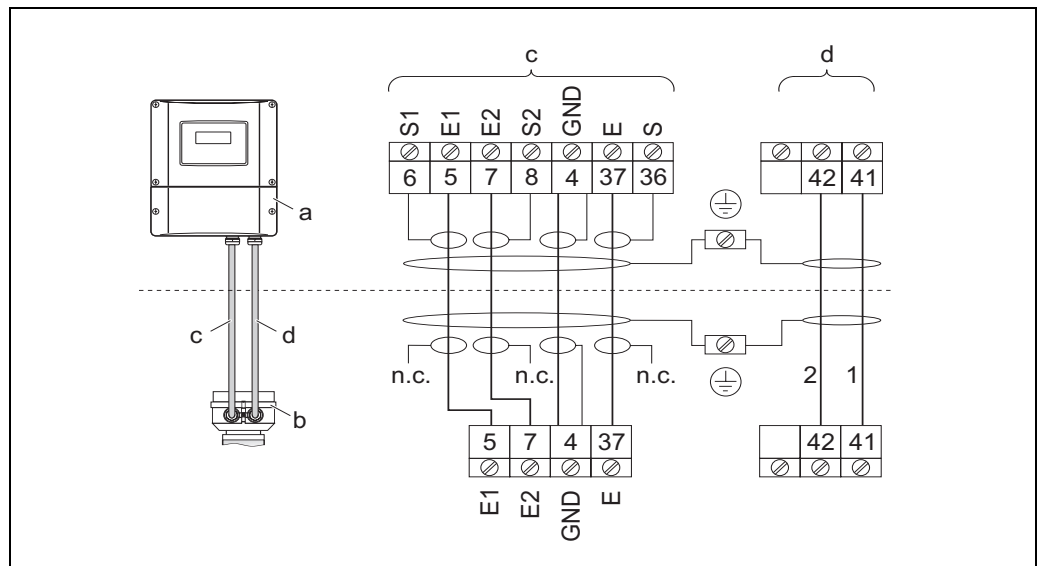 c
d
S1 E1 E2 S2 GND E S
6 5 7 8 4 37 36
42 41
a
c
d
n.c. n.c. n.c.
2 1
b
5 7 4 37
42 41
E1 E2 GND E